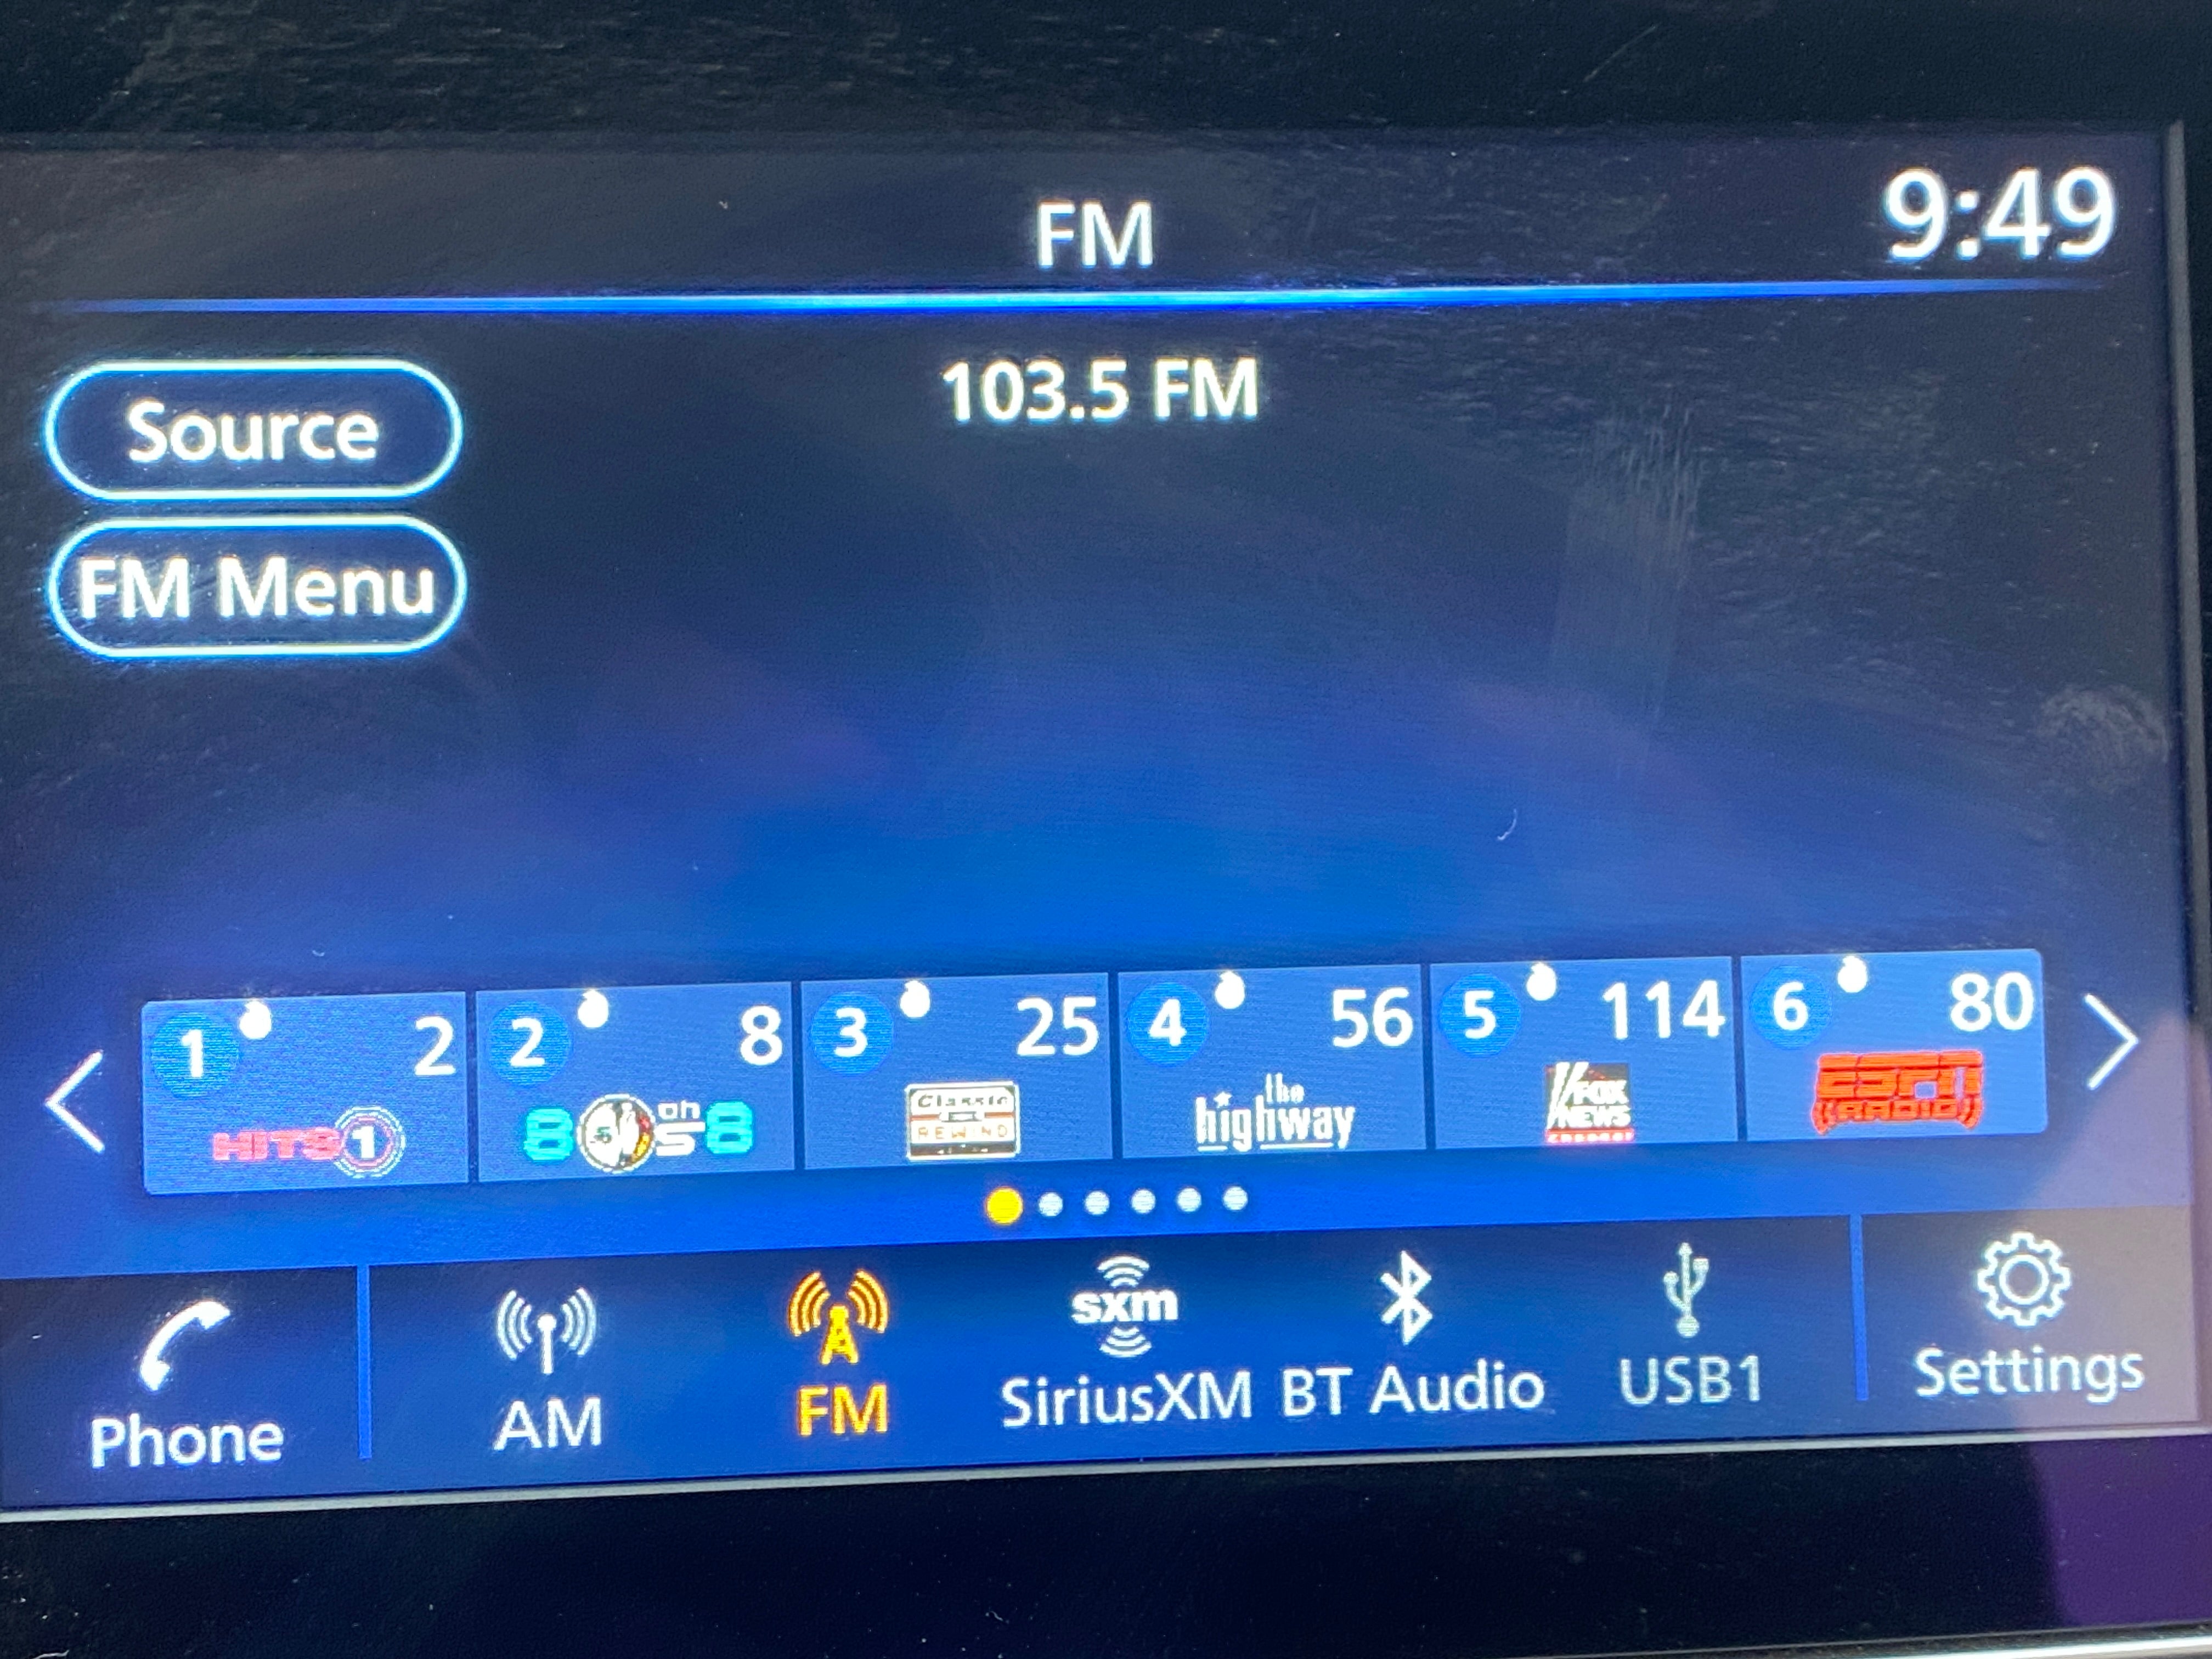 FM
9:49
103.5 FM
Source
FM Menu
1 2
HITS 1
2 8
80s on 8
3 25
Classic
REWIND
4 56
the
highway
5 114
FOX
NEWS
channel
6 80
ESPN
RADIO
Phone
AM
FM
sxm
SiriusXM
BT Audio
USB1
Settings